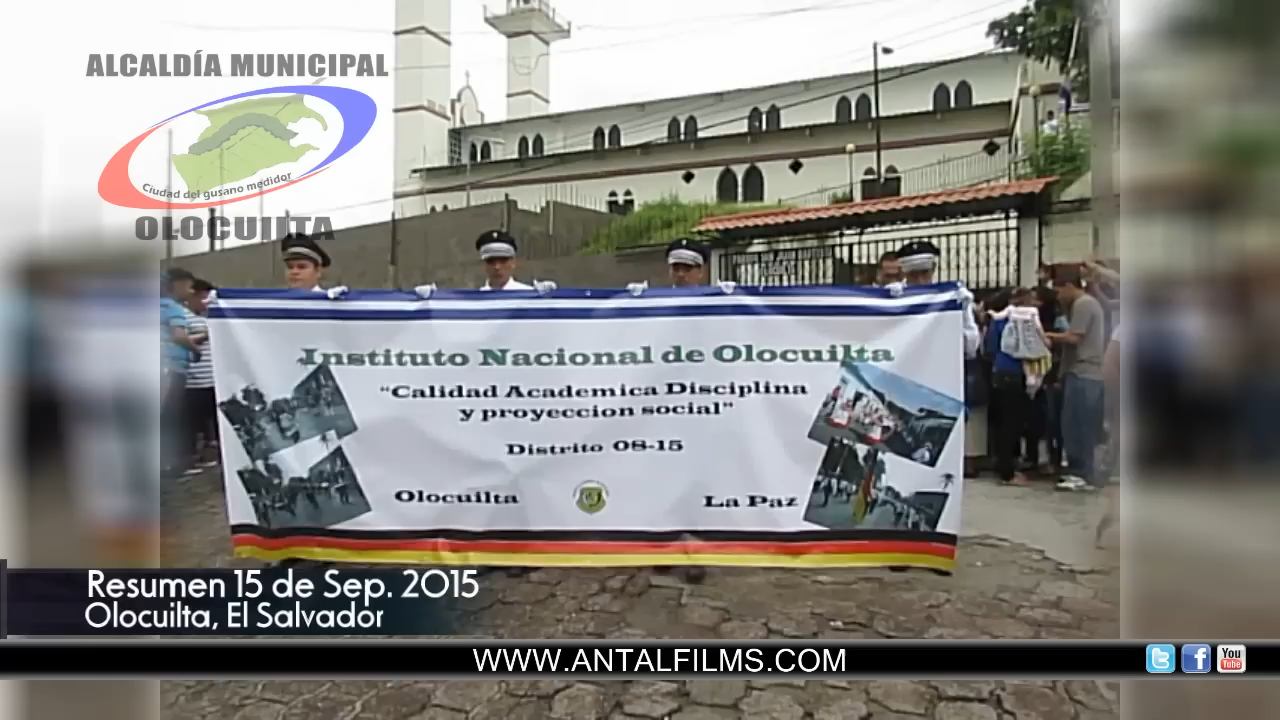 ALCALDÍA MUNICIPAL
Ciudad del gusano medidor
OLOCUILTA
Instituto Nacional de Olocuilta
"Calidad Academica Disciplina
y proyeccion social"
Distrito 08-15
Olocuilta
La Paz
Resumen 15 de Sep. 2015
Olocuilta, El Salvador
WWW.ANTALFILMS.COM
You
Tube